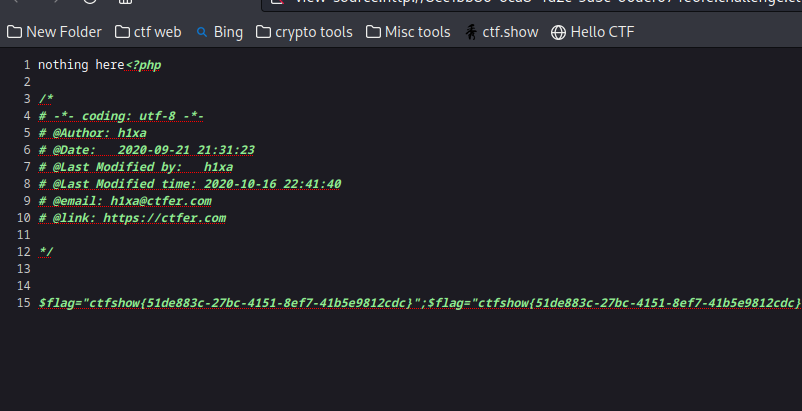 New Folder ctf web Bing crypto tools Misc tools ctf.show Hello CTF
1 nothing here<?php
2
3 /*
4 # -*- coding: utf-8 -*-
5 # @Author: h1xa
6 # @Date:   2020-09-21 21:31:23
7 # @Last Modified by:   h1xa
8 # @Last Modified time: 2020-10-16 22:41:40
9 # @email: h1xa@ctfer.com
10 # @link: https://ctfer.com
11
12 */
13
14
15 $flag="ctfshow{51de883c-27bc-4151-8ef7-41b5e9812cdc}";$flag="ctfshow{51de883c-27bc-4151-8ef7-41b5e9812cdc}